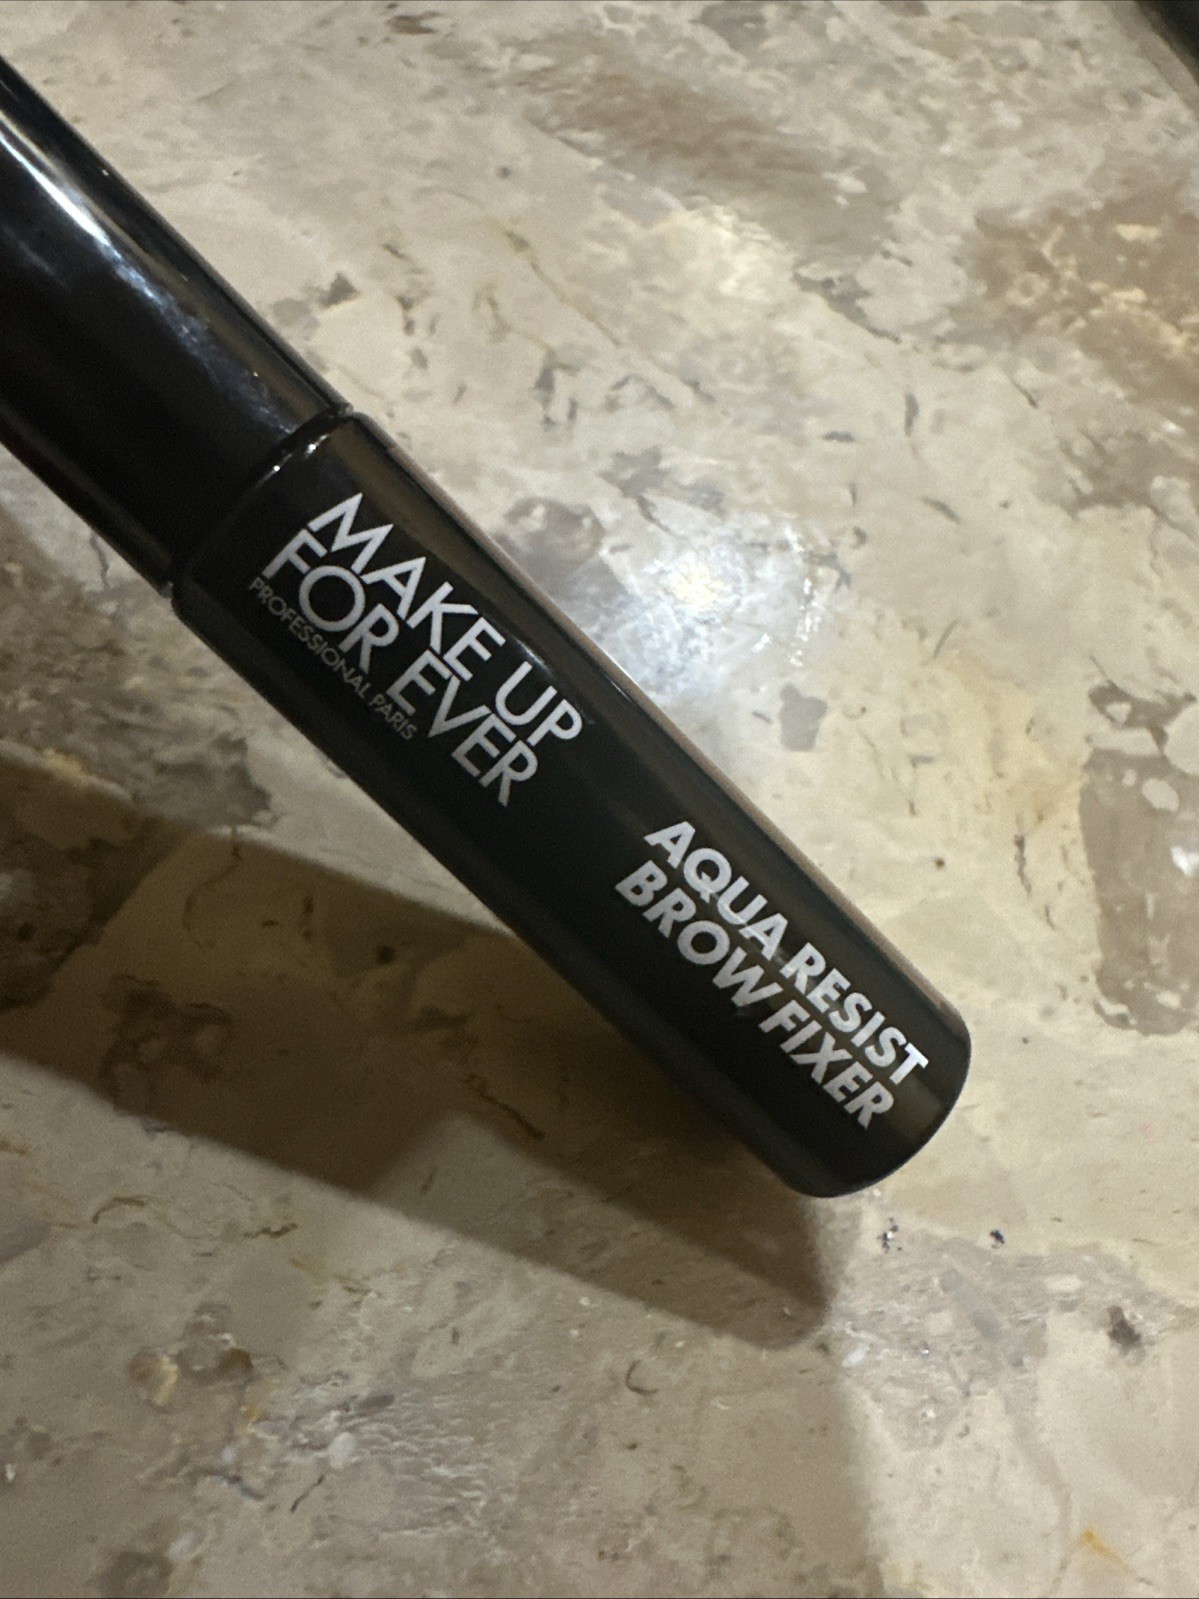 MAKE UP
FOR EVER
PROFESSIONAL PARIS
AQUA RESIST
BROW FIXER